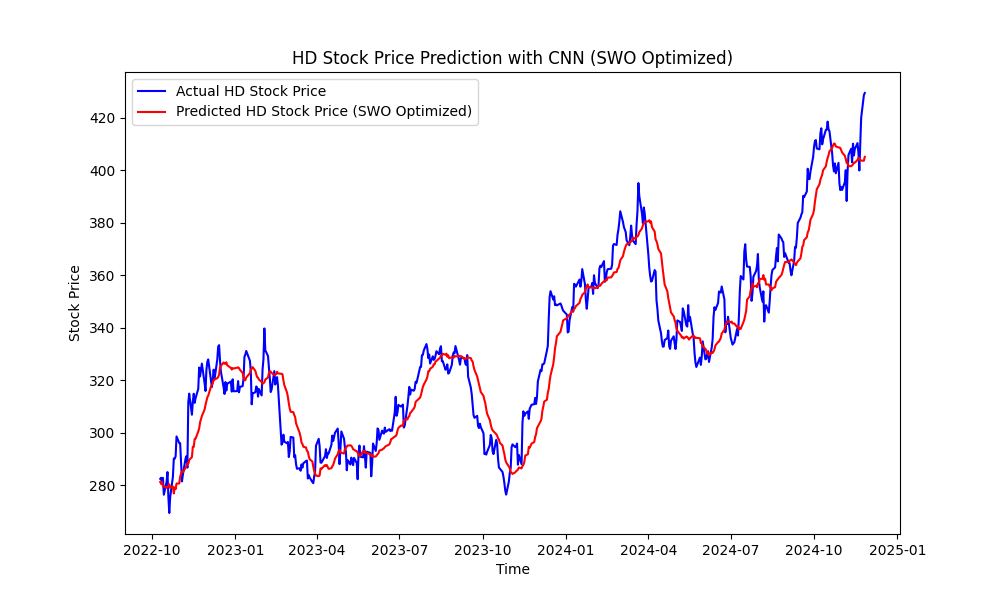 HD Stock Price Prediction with CNN (SWO Optimized)
Actual HD Stock Price
Predicted HD Stock Price (SWO Optimized)
Stock Price
420
400
380
360
340
320
300
280
2022-10 2023-01 2023-04 2023-07 2023-10 2024-01 2024-04 2024-07 2024-10 2025-01
Time